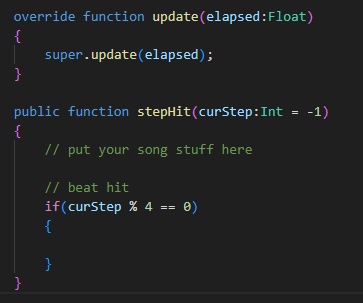 override function update(elapsed:Float)
{
super.update(elapsed);
}
public function stepHit(curStep:Int = -1)
{
// put your song stuff here
// beat hit
if(curStep % 4 == 0)
{
}
}